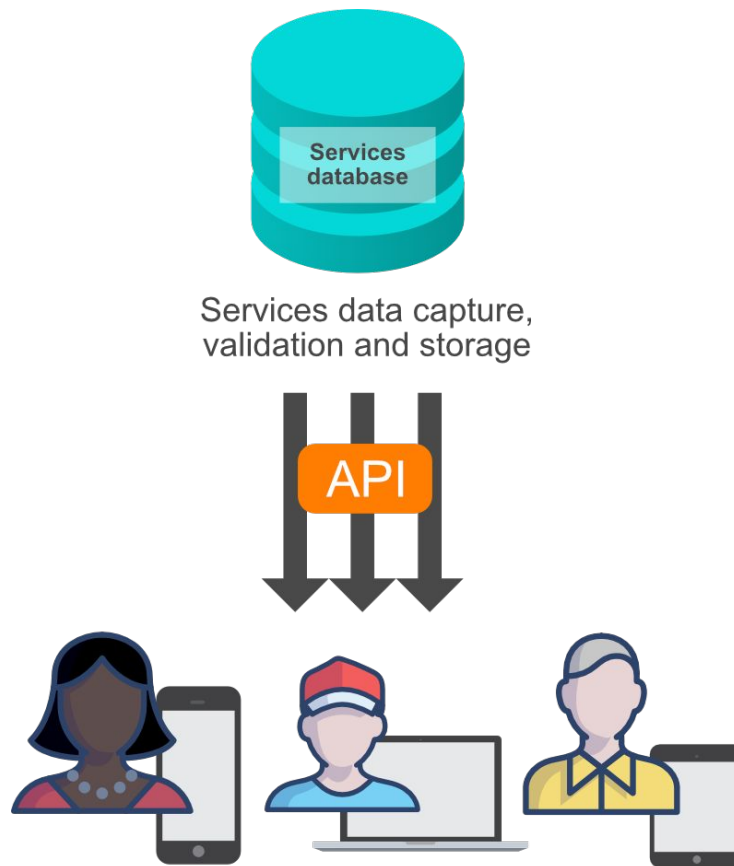 Services
database
Services data capture,
validation and storage
API